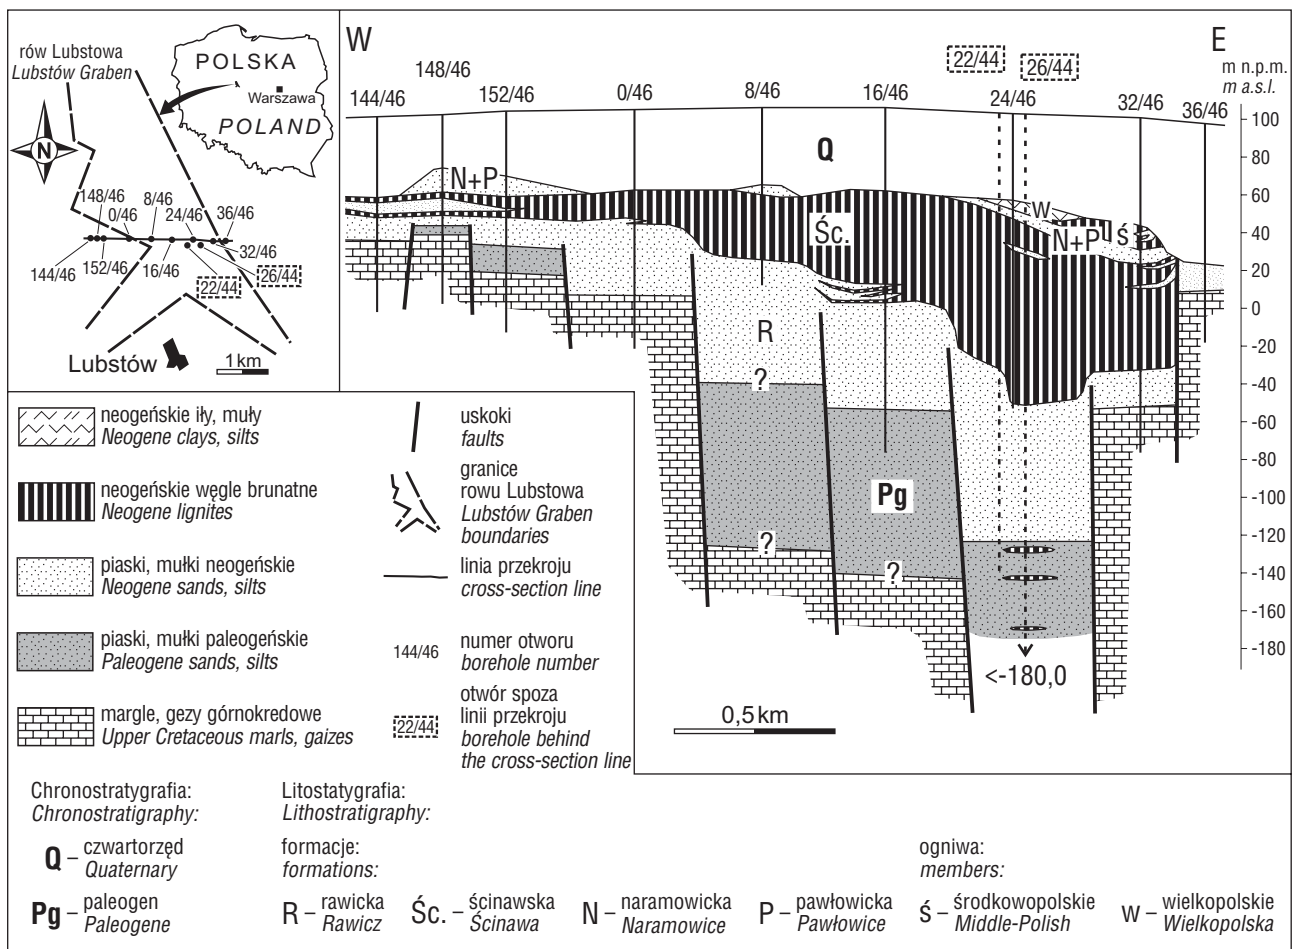 rów Lubstowa
Lubstów Graben
POLSKA
Warszawa
POLAND
N
148/46
0/46
8/46
24/46
36/46
144/46
152/46
16/46
22/44
26/44
32/46
Lubstów
1 km
W
E
22/44
26/44
m n.p.m.
m a.s.l.
144/46
148/46
152/46
0/46
8/46
16/46
24/46
32/46
36/46
100
80
60
40
20
0
-20
-40
-60
-80
-100
-120
-140
-160
-180
Q
N+P
Śc.
w
N+P
ś
R
?
Pg
?
?
<-180,0
0,5 km
neogeńskie iły, muły
Neogene clays, silts
neogeńskie węgle brunatne
Neogene lignites
piaski, mułki neogeńskie
Neogene sands, silts
piaski, mułki paleogeńskie
Paleogene sands, silts
margle, gezy górnokredowe
Upper Cretaceous marls, gaizes
uskoki
faults
granice
rowu Lubstowa
Lubstów Graben
boundaries
linia przekroju
cross-section line
144/46
numer otworu
borehole number
22/44
otwór spoza
linii przekroju
borehole behind
the cross-section line
Chronostratygrafia:
Chronostratigraphy:
Q – czwartorzęd
Quaternary
Pg – paleogen
Paleogene
Litostatygrafia:
Lithostratigraphy:
formacje:
formations:
R – rawicka
Rawicz
Śc. – ścinawska
Ścinawa
N – naramowicka
Naramowice
P – pawłowicka
Pawłowice
ogniwa:
members:
ś – środkowopolskie
Middle-Polish
w – wielkopolskie
Wielkopolska